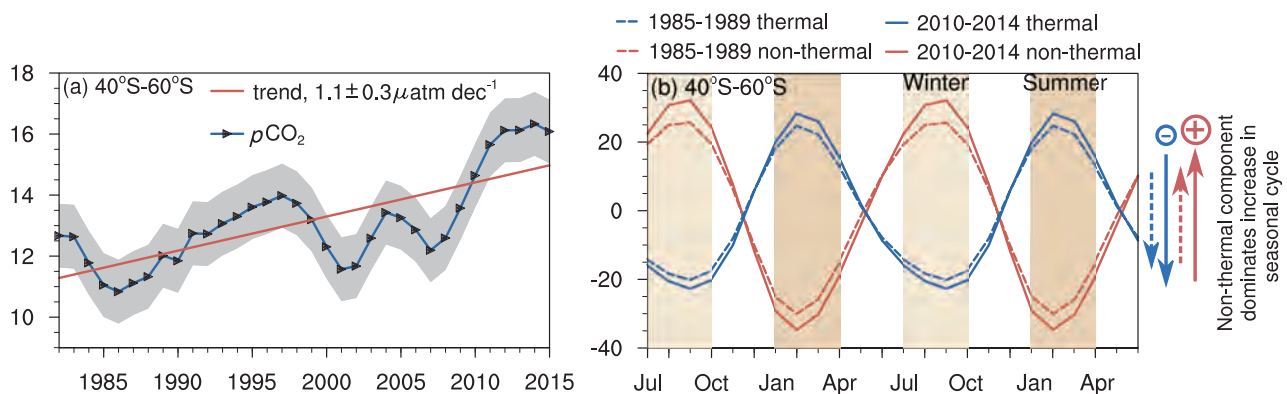 1985-1989 thermal
2010-2014 thermal
1985-1989 non-thermal
2010-2014 non-thermal
(a) 40°S-60°S
trend, 1.1±0.3μatm dec⁻¹
pCO₂
18
16
14
12
10
1985
1990
1995
2000
2005
2010
2015
(b) 40°S-60°S
Winter
Summer
40
20
0
-20
-40
Jul
Oct
Jan
Apr
Jul
Oct
Jan
Apr
-
+
Non-thermal component
dominates increase in
seasonal cycle